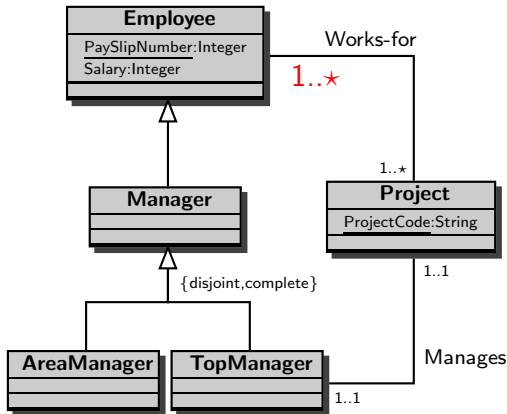 Employee
PaySlipNumber:Integer
Salary:Integer
Works-for
1..⋆
1..⋆
Manager
Project
ProjectCode:String
{disjoint,complete}
1..1
AreaManager
TopManager
Manages
1..1